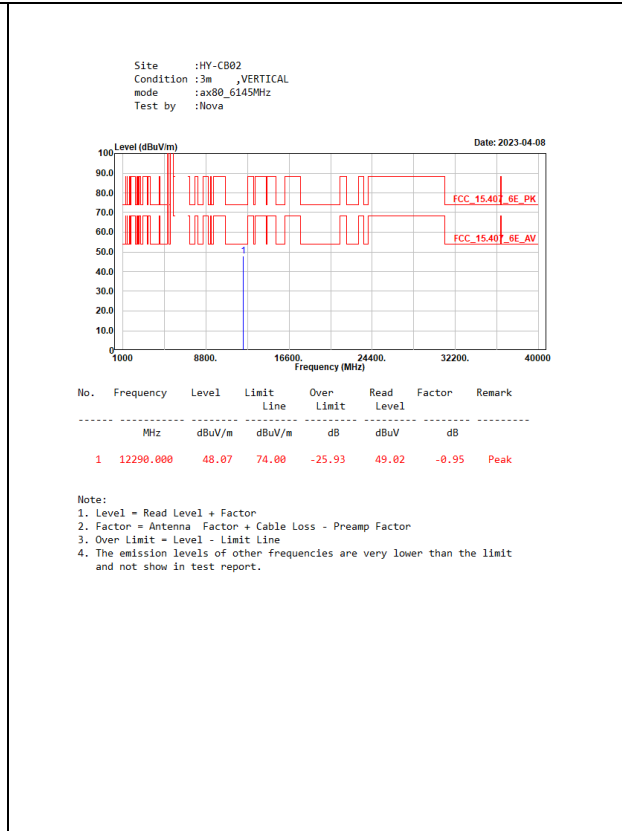 Site :HY-CB02
Condition :3m ,VERTICAL
mode :ax80_6145MHz
Test by :Nova
Level (dBuV/m) Date: 2023-04-08
100
90.0
80.0
70.0
60.0
50.0
40.0
30.0
20.0
10.0
0
FCC_15.407_6E_PK
FCC_15.407_6E_AV
1
1000 8800. 16600. 24400. 32200. 40000
Frequency (MHz)
No. Frequency Level Limit Over Read Factor Remark
Line Limit Level
------ ----------- -------- --------- --------- --------- -------- ---------
MHz dBuV/m dBuV/m dB dBuV dB
1 12290.000 48.07 74.00 -25.93 49.02 -0.95 Peak
Note:
1. Level = Read Level + Factor
2. Factor = Antenna Factor + Cable Loss - Preamp Factor
3. Over Limit = Level - Limit Line
4. The emission levels of other frequencies are very lower than the limit
and not show in test report.